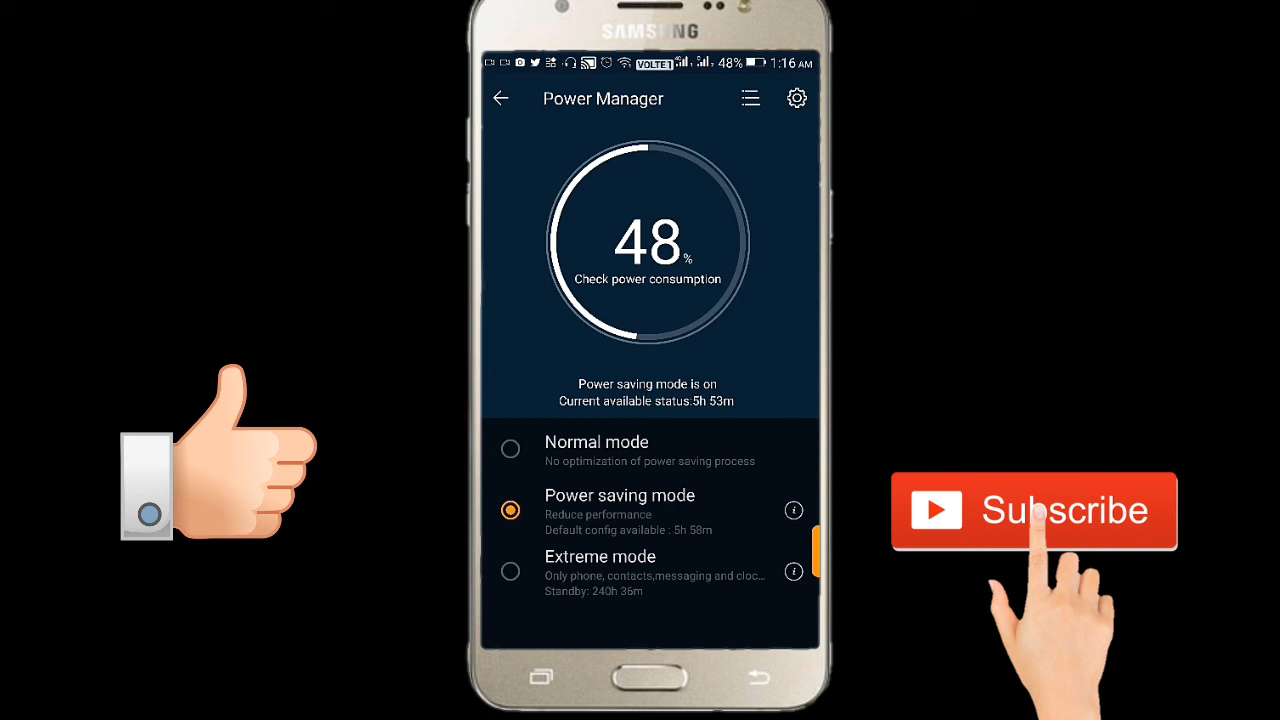 SAMSUNG
VOLTE1 48% 1:16 AM
Power Manager
48%
Check power consumption
Power saving mode is on
Current available status:5h 53m
Normal mode
No optimization of power saving process
Power saving mode
Reduce performance
Default config available : 5h 58m
Extreme mode
Only phone, contacts,messaging and cloc...
Standby: 240h 36m
Subscribe